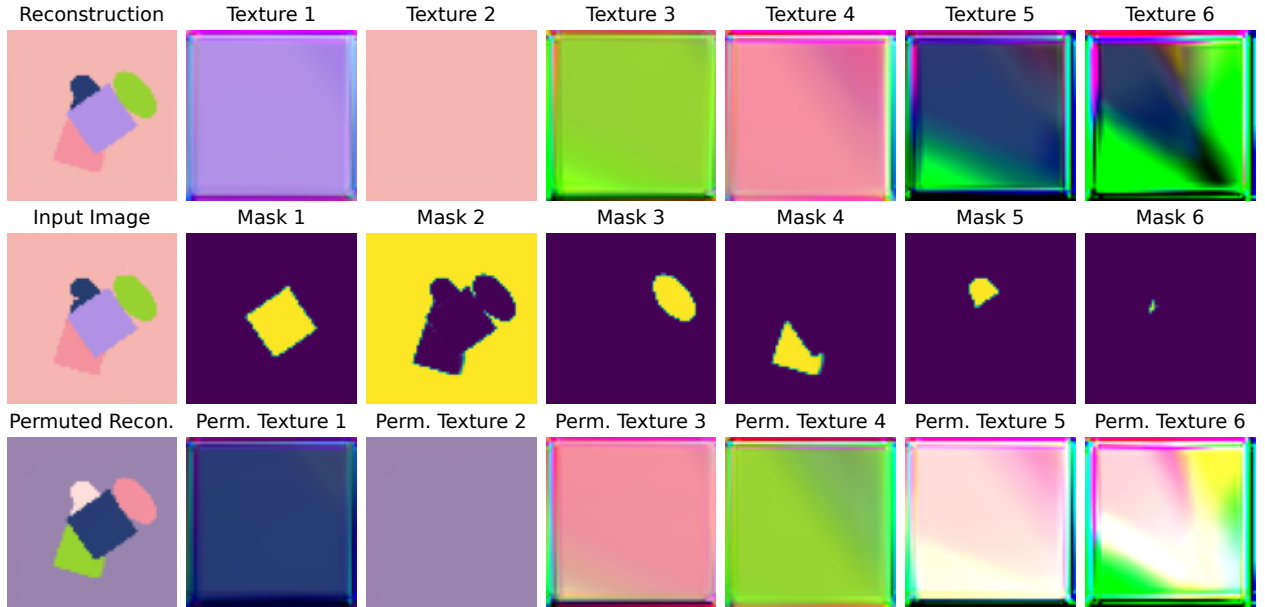 Reconstruction
Texture 1
Texture 2
Texture 3
Texture 4
Texture 5
Texture 6
Input Image
Mask 1
Mask 2
Mask 3
Mask 4
Mask 5
Mask 6
Permuted Recon.
Perm. Texture 1
Perm. Texture 2
Perm. Texture 3
Perm. Texture 4
Perm. Texture 5
Perm. Texture 6